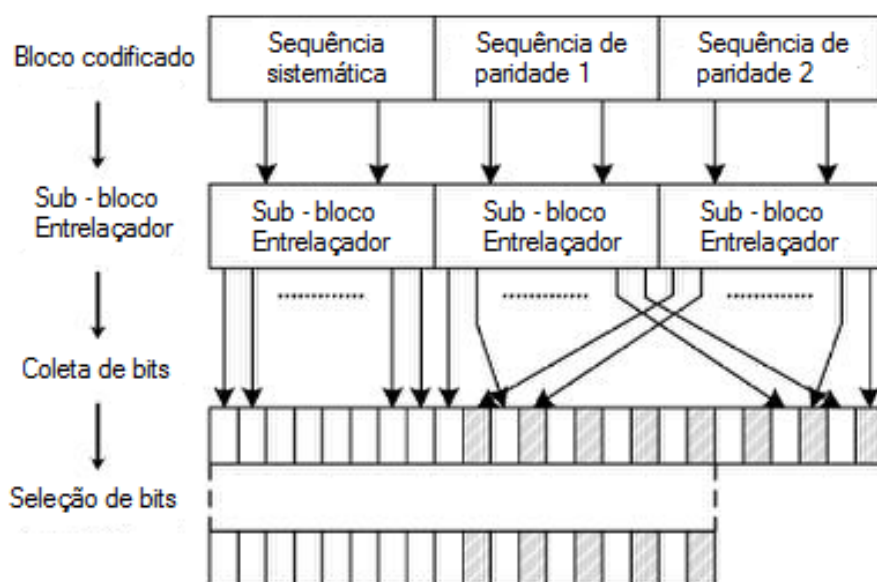 Bloco codificado
Sequência
sistemática
Sequência de
paridade 1
Sequência de
paridade 2
Sub - bloco
Entrelaçador
Sub - bloco
Entrelaçador
Sub - bloco
Entrelaçador
Sub - bloco
Entrelaçador
Coleta de bits
Seleção de bits